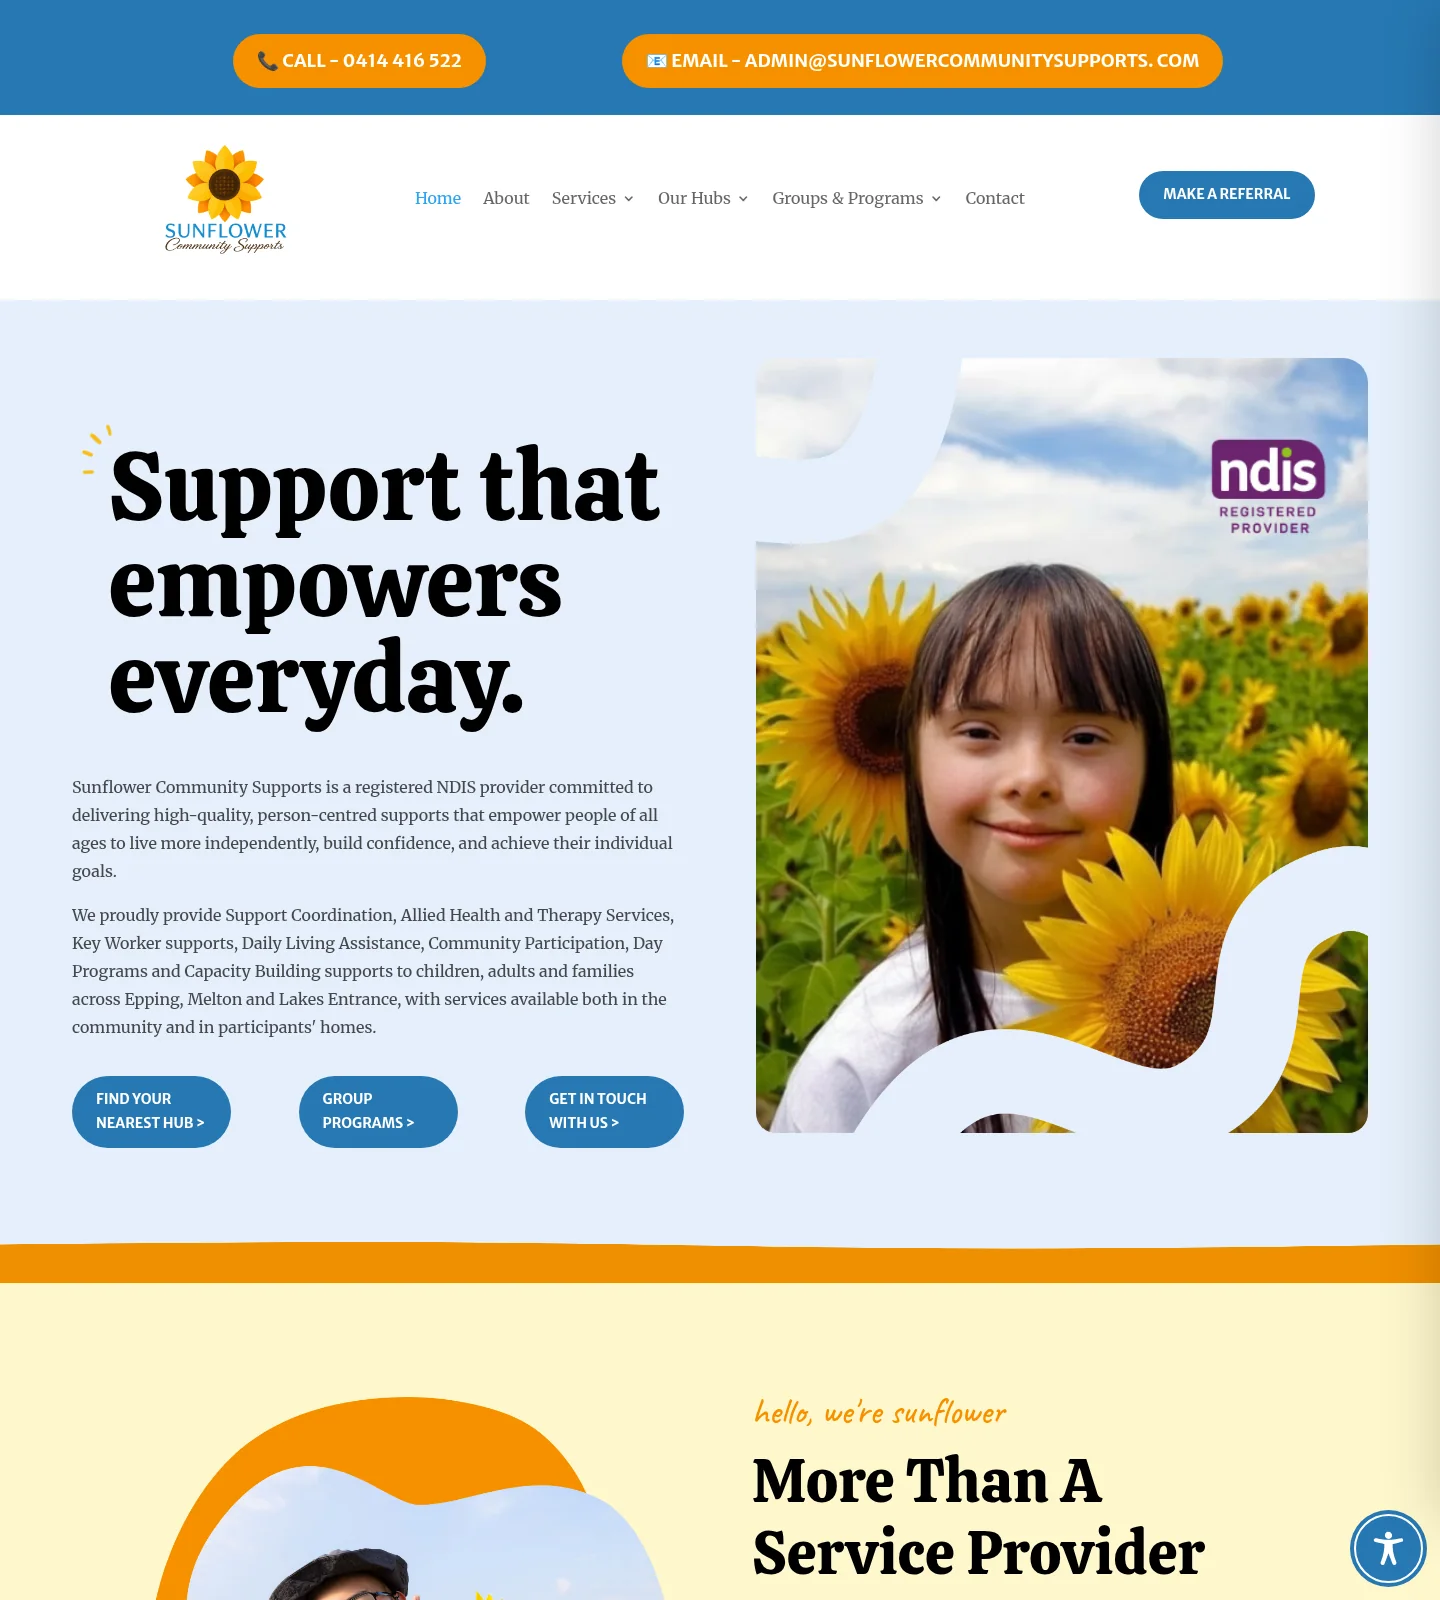 📞 CALL - 0414 416 522
📧 EMAIL - ADMIN@SUNFLOWERCOMMUNITYSUPPORTS. COM
SUNFLOWER
Community Supports
Home
About
Services
Our Hubs
Groups & Programs
Contact
MAKE A REFERRAL
Support that
empowers
everyday.
ndis
REGISTERED
PROVIDER
Sunflower Community Supports is a registered NDIS provider committed to
delivering high-quality, person-centred supports that empower people of all
ages to live more independently, build confidence, and achieve their individual
goals.
We proudly provide Support Coordination, Allied Health and Therapy Services,
Key Worker supports, Daily Living Assistance, Community Participation, Day
Programs and Capacity Building supports to children, adults and families
across Epping, Melton and Lakes Entrance, with services available both in the
community and in participants' homes.
FIND YOUR
NEAREST HUB >
GROUP
PROGRAMS >
GET IN TOUCH
WITH US >
hello, we're sunflower
More Than A
Service Provider